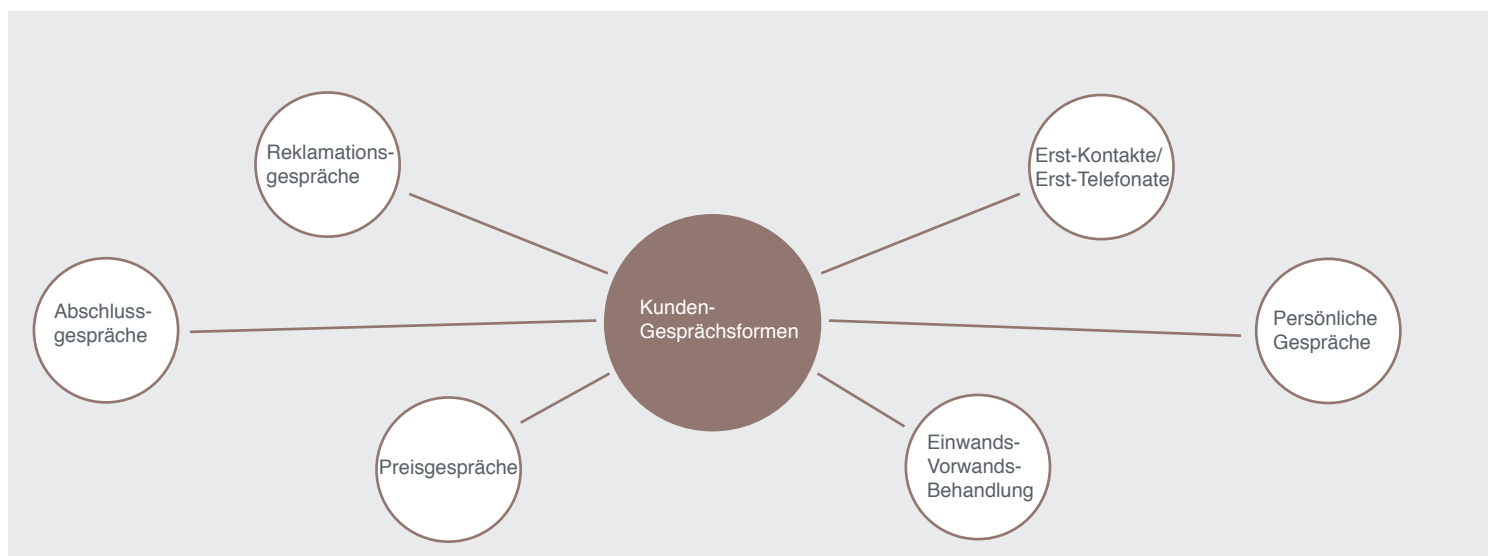 Reklamations-
gespräche
Erst-Kontakte/
Erst-Telefonate
Abschluss-
gespräche
Kunden-
Gesprächsformen
Persönliche
Gespräche
Preisgespräche
Einwands-
Vorwands-
Behandlung